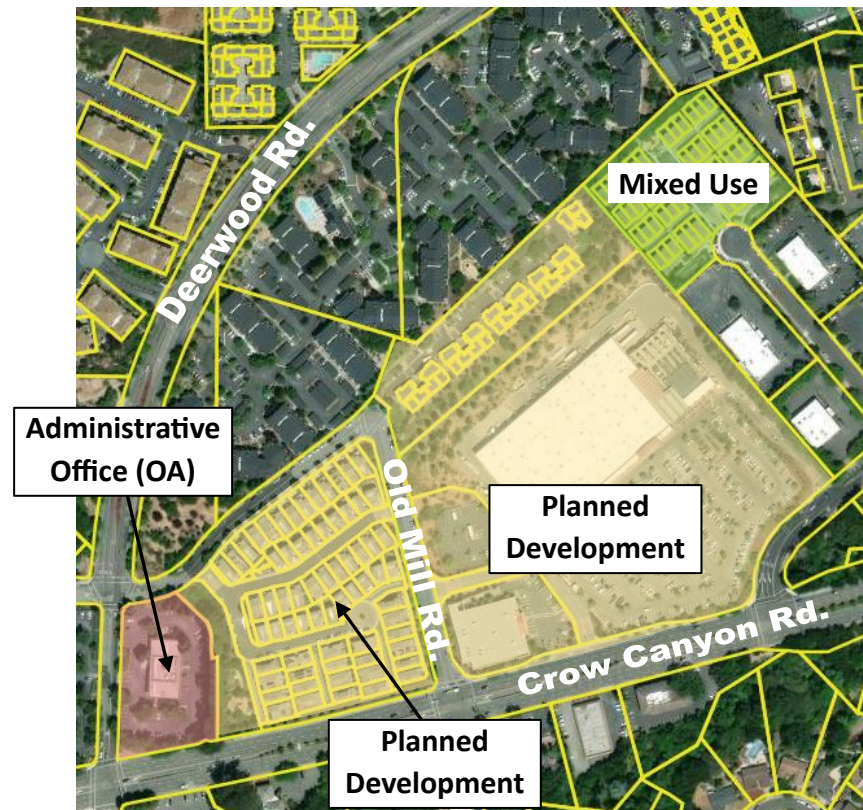 Deerwood Rd.
Mixed Use
Administrative
Office (OA)
Old Mill Rd.
Planned
Development
Crow Canyon Rd.
Planned
Development